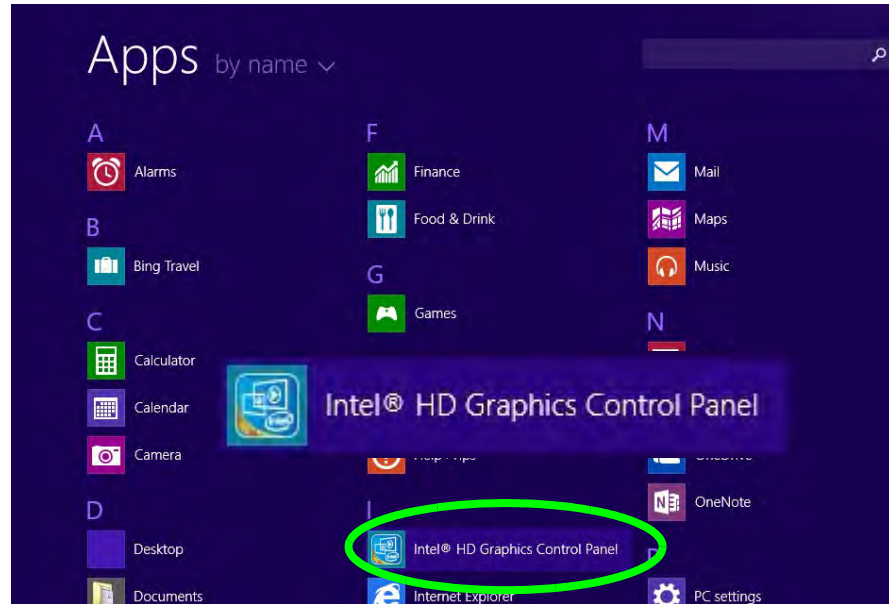 Apps by name
A
Alarms
B
Bing Travel
C
Calculator
Calendar
Camera
D
Desktop
Documents
F
Finance
Food & Drink
G
Games
Intel® HD Graphics Control Panel
I
Intel® HD Graphics Control Panel
Internet Explorer
M
Mail
Maps
Music
N
OneNote
PC settings